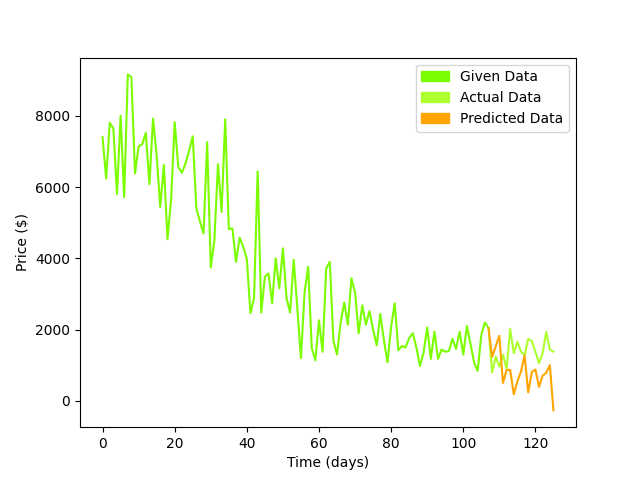 Given Data
Actual Data
Predicted Data
8000
6000
4000
2000
0
Price ($)
0 20 40 60 80 100 120
Time (days)